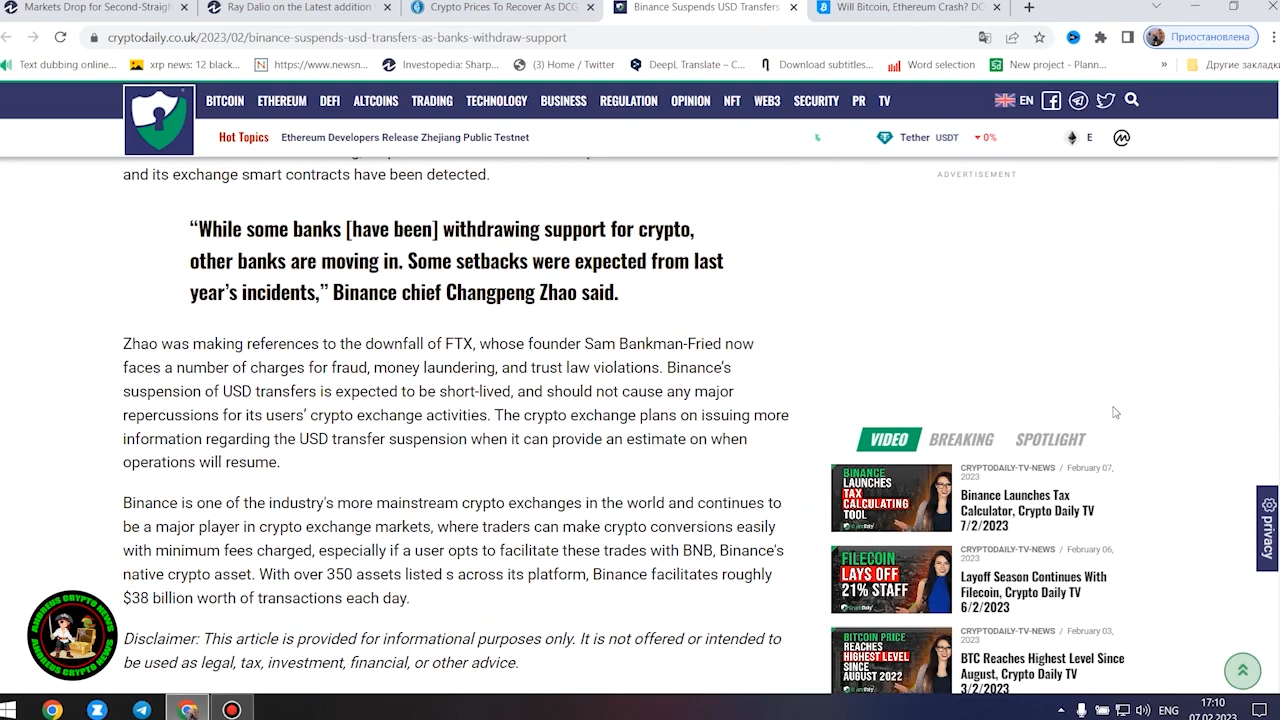 Markets Drop for Second-Straigh
Ray Dalio on the Latest addition
Crypto Prices To Recover As DCG
Binance Suspends USD Transfers
Will Bitcoin, Ethereum Crash? DC
cryptodaily.co.uk/2023/02/binance-suspends-usd-transfers-as-banks-withdraw-support
Приостановлена
Text dubbing online...
xrp news: 12 black...
https://www.newsn...
Investopedia: Sharp...
(3) Home / Twitter
DeepL Translate – C...
Download subtitles...
Word selection
New project - Plann...
»
Другие закладки
BITCOIN ETHEREUM DEFI ALTCOINS TRADING TECHNOLOGY BUSINESS REGULATION OPINION NFT WEB3 SECURITY PR TV
EN
Hot Topics
Ethereum Developers Release Zhejiang Public Testnet
Tether USDT
0%
E
and its exchange smart contracts have been detected.
ADVERTISEMENT
“While some banks [have been] withdrawing support for crypto,
other banks are moving in. Some setbacks were expected from last
year’s incidents,” Binance chief Changpeng Zhao said.
Zhao was making references to the downfall of FTX, whose founder Sam Bankman-Fried now
faces a number of charges for fraud, money laundering, and trust law violations. Binance’s
suspension of USD transfers is expected to be short-lived, and should not cause any major
repercussions for its users’ crypto exchange activities. The crypto exchange plans on issuing more
information regarding the USD transfer suspension when it can provide an estimate on when
operations will resume.
Binance is one of the industry's more mainstream crypto exchanges in the world and continues to
be a major player in crypto exchange markets, where traders can make crypto conversions easily
with minimum fees charged, especially if a user opts to facilitate these trades with BNB, Binance's
native crypto asset. With over 350 assets listed s across its platform, Binance facilitates roughly
$38 billion worth of transactions each day.
Disclaimer: This article is provided for informational purposes only. It is not offered or intended to
be used as legal, tax, investment, financial, or other advice.
VIDEO
BREAKING
SPOTLIGHT
BINANCE
LAUNCHES
TAX
CALCULATING
TOOL
CRYPTODAILY-TV-NEWS / February 07,
2023
Binance Launches Tax
Calculator, Crypto Daily TV
7/2/2023
FILECOIN
LAYS OFF
21% STAFF
CRYPTODAILY-TV-NEWS / February 06,
2023
Layoff Season Continues With
Filecoin, Crypto Daily TV
6/2/2023
BITCOIN PRICE
REACHES
HIGHEST LEVEL
SINCE
AUGUST 2022
CRYPTODAILY-TV-NEWS / February 03,
2023
BTC Reaches Highest Level Since
August, Crypto Daily TV
3/2/2023
privacy
ANDREUS CRYPTO NEWS
ANDREUS CRYPTO NEWS
ENG
17:10
07.02.2023